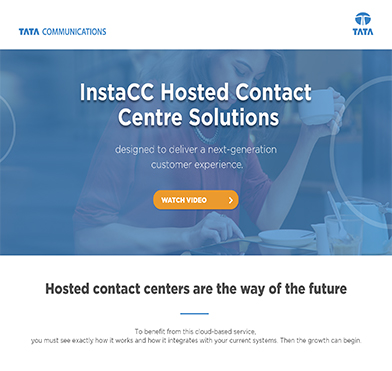 TATA COMMUNICATIONS
TATA
InstaCC Hosted Contact
Centre Solutions
designed to deliver a next-generation
customer experience.
WATCH VIDEO
Hosted contact centers are the way of the future
To benefit from this cloud-based service,
you must see exactly how it works and how it integrates with your current systems. Then the growth can begin.